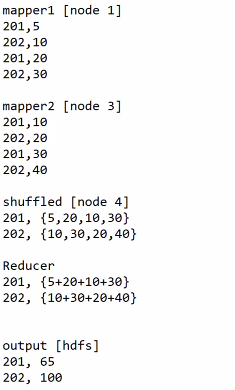 mapper1 [node 1]
201,5
202,10
201,20
202,30
mapper2 [node 3]
201,10
202,20
201,30
202,40
shuffled [node 4]
201, {5,20,10,30}
202, {10,30,20,40}
Reducer
201, {5+20+10+30}
202, {10+30+20+40}
output [hdfs]
201, 65
202, 100